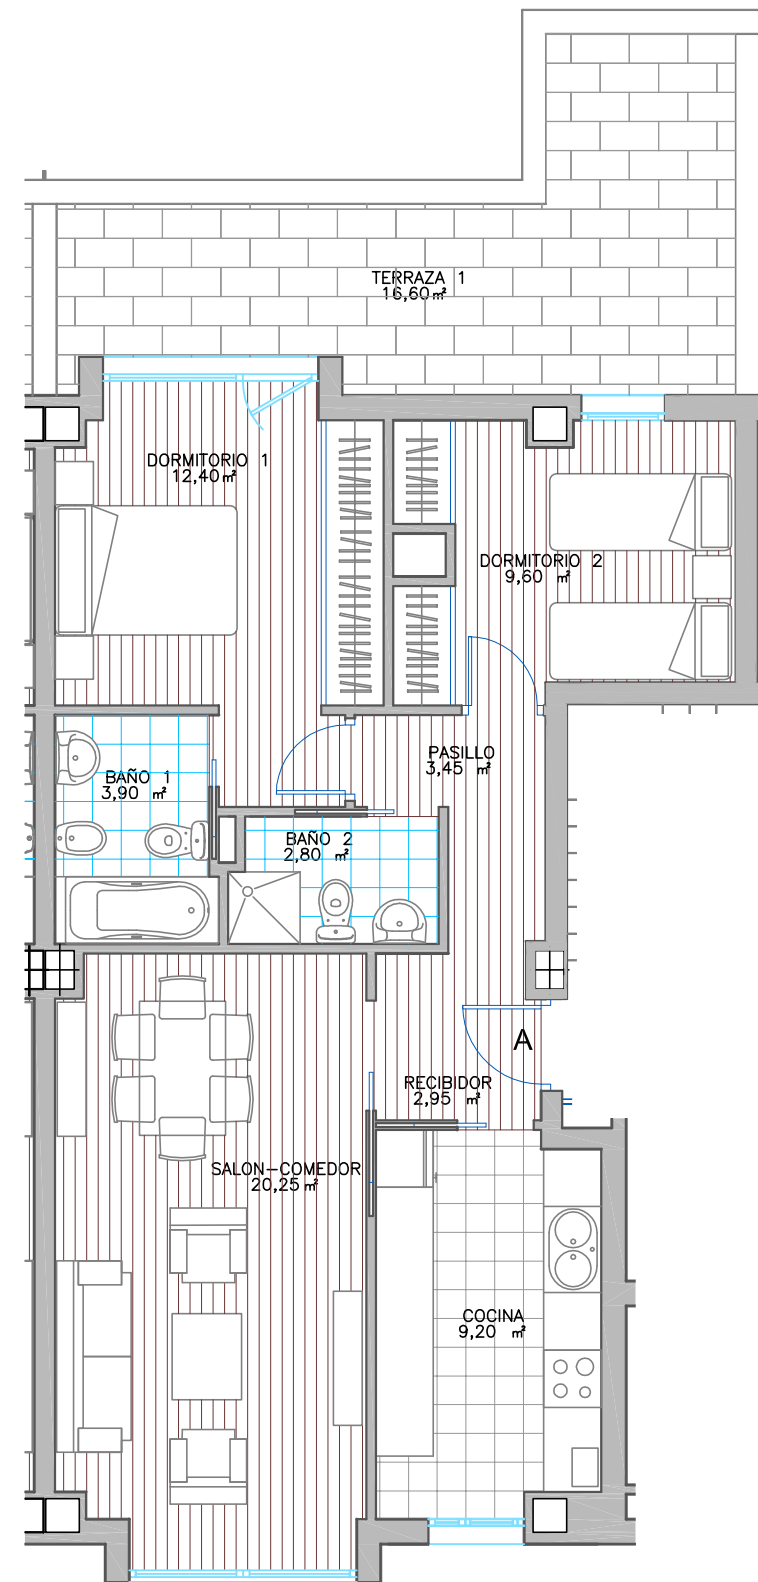 TERRAZA 1
16,60 m²
DORMITORIO 1
12,40 m²
DORMITORIO 2
9,60 m²
PASILLO
3,45 m²
BAÑO 1
3,90 m²
BAÑO 2
2,80 m²
A
RECIBIDOR
2,95 m²
SALON-COMEDOR
20,25 m²
COCINA
9,20 m²